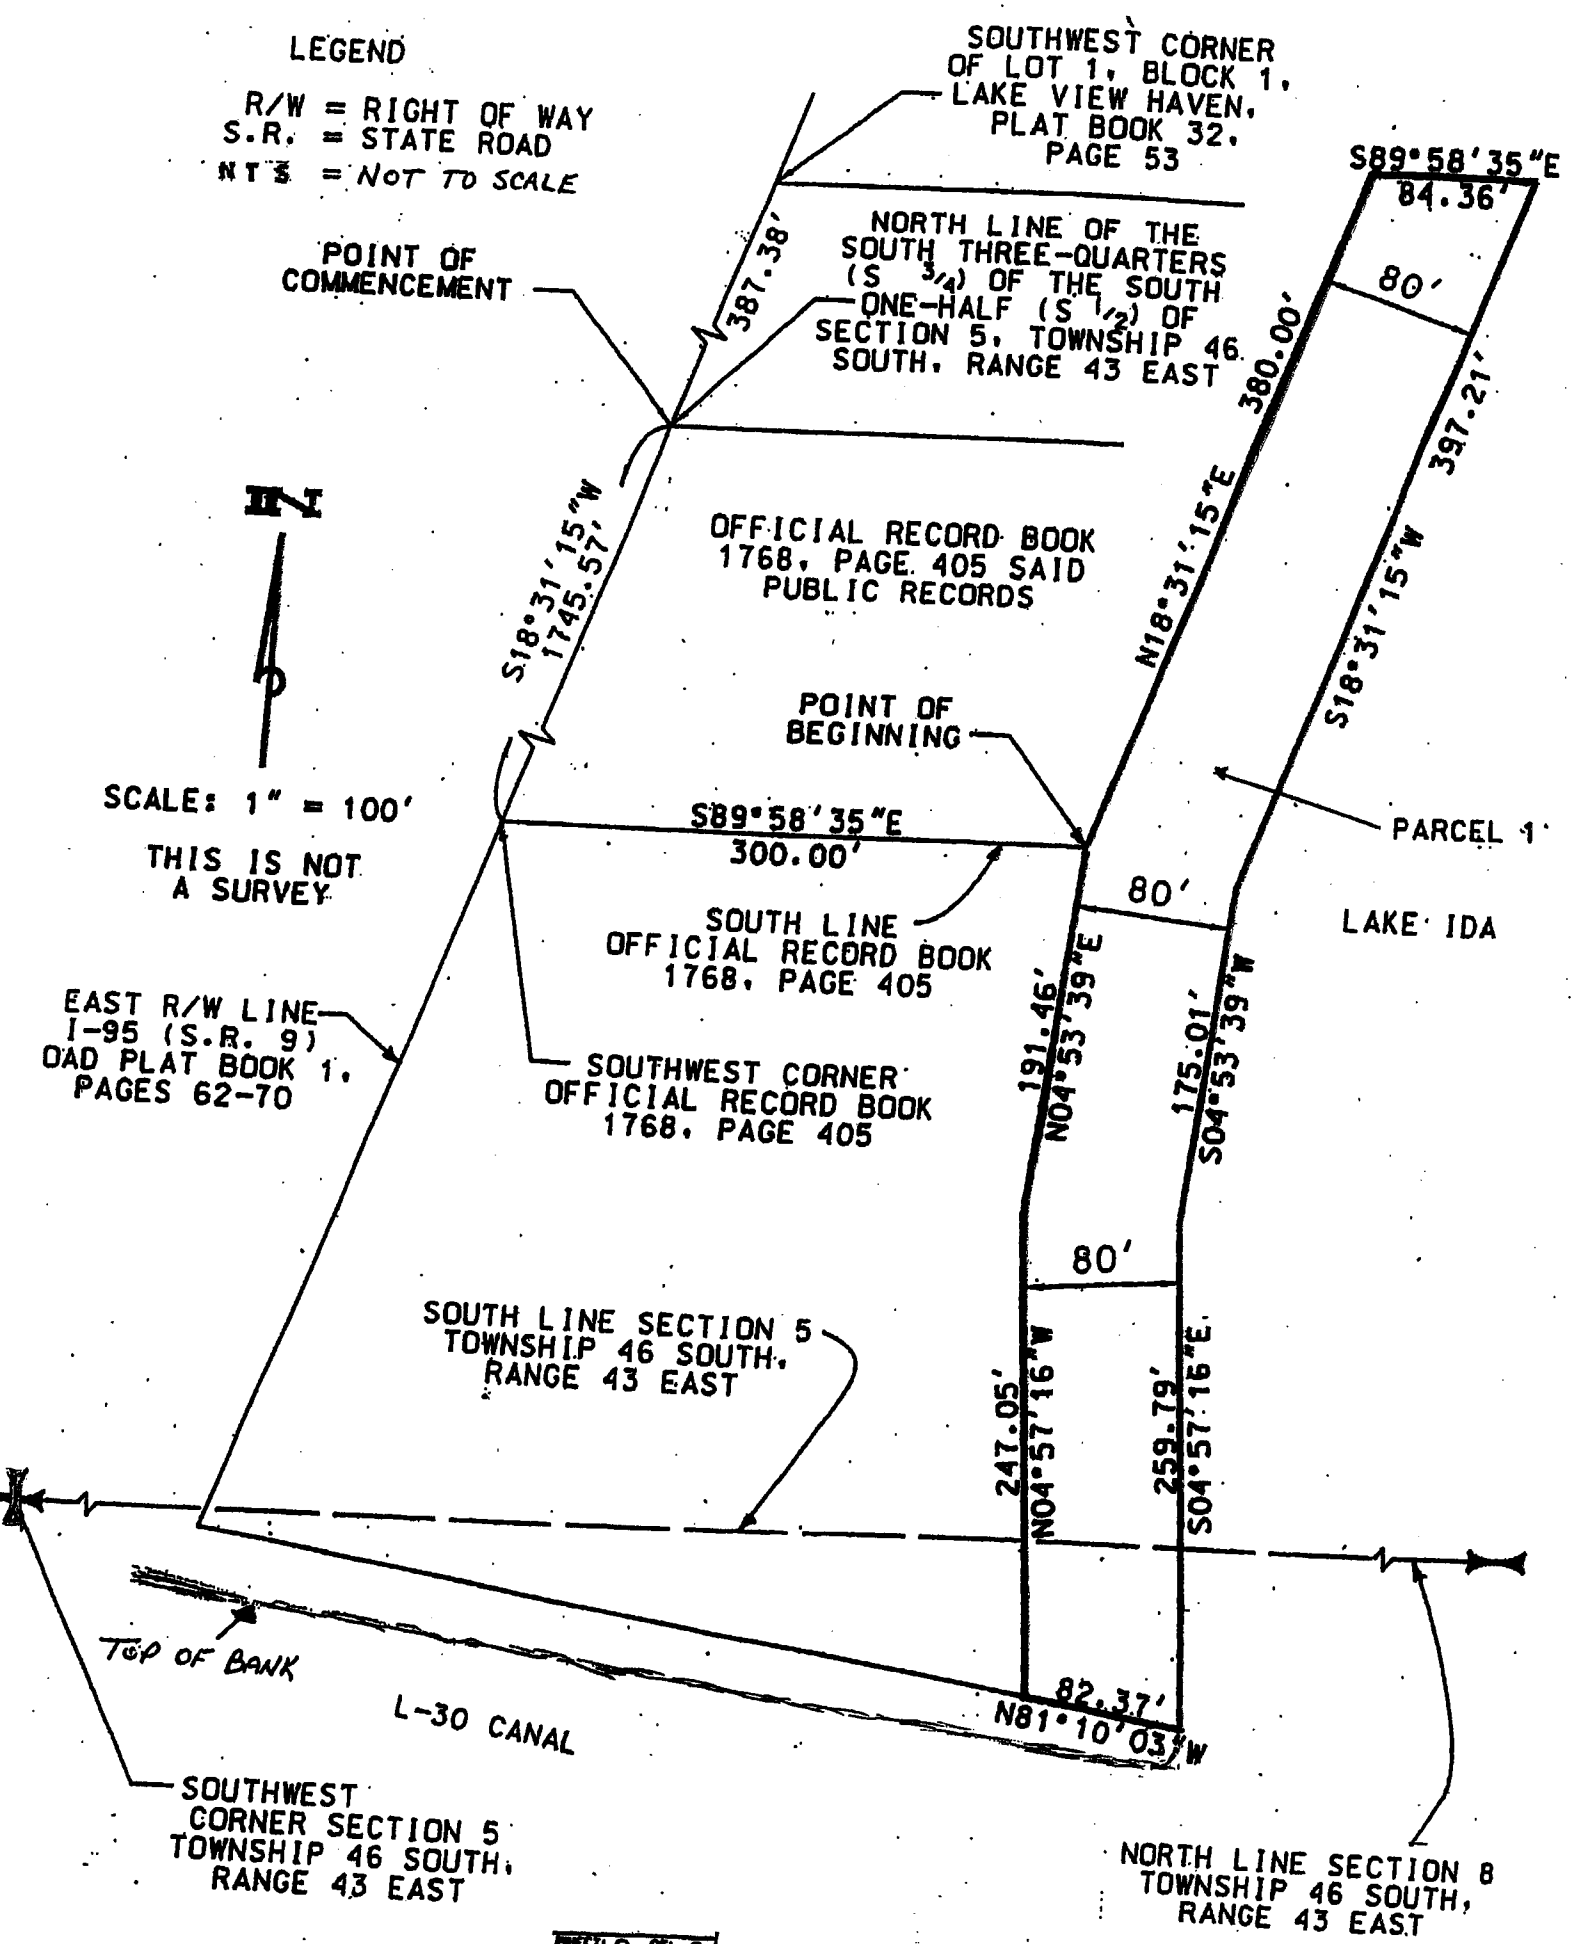 LEGEND
R/W = RIGHT OF WAY
S.R. = STATE ROAD
NTS = NOT TO SCALE
SOUTHWEST CORNER
OF LOT 1, BLOCK 1,
LAKE VIEW HAVEN,
PLAT BOOK 32,
PAGE 53
S89°58'35"E
84.36'
80'
387.38'
POINT OF
COMMENCEMENT
NORTH LINE OF THE
SOUTH THREE-QUARTERS
(S 3/4) OF THE SOUTH
ONE-HALF (S 1/2) OF
SECTION 5, TOWNSHIP 46
SOUTH, RANGE 43 EAST
380.00'
397.21'
N18°31'15"E
S18°31'15"W
N
S18°31'15"W
1745.57'
OFFICIAL RECORD BOOK
1768, PAGE 405 SAID
PUBLIC RECORDS
POINT OF
BEGINNING
SCALE: 1" = 100'
THIS IS NOT
A SURVEY
S89°58'35"E
300.00'
PARCEL 1
80'
LAKE IDA
SOUTH LINE
OFFICIAL RECORD BOOK
1768, PAGE 405
191.46'
N04°53'39"E
175.01'
S04°53'39"W
EAST R/W LINE
I-95 (S.R. 9)
OAD PLAT BOOK 1,
PAGES 62-70
SOUTHWEST CORNER
OFFICIAL RECORD BOOK
1768, PAGE 405
80'
SOUTH LINE SECTION 5
TOWNSHIP 46 SOUTH,
RANGE 43 EAST
247.05'
N04°57'16"W
259.79'
S04°57'16"E
TOP OF BANK
L-30 CANAL
82.37'
N81°10'03"W
SOUTHWEST
CORNER SECTION 5
TOWNSHIP 46 SOUTH,
RANGE 43 EAST
NORTH LINE SECTION 8
TOWNSHIP 46 SOUTH,
RANGE 43 EAST